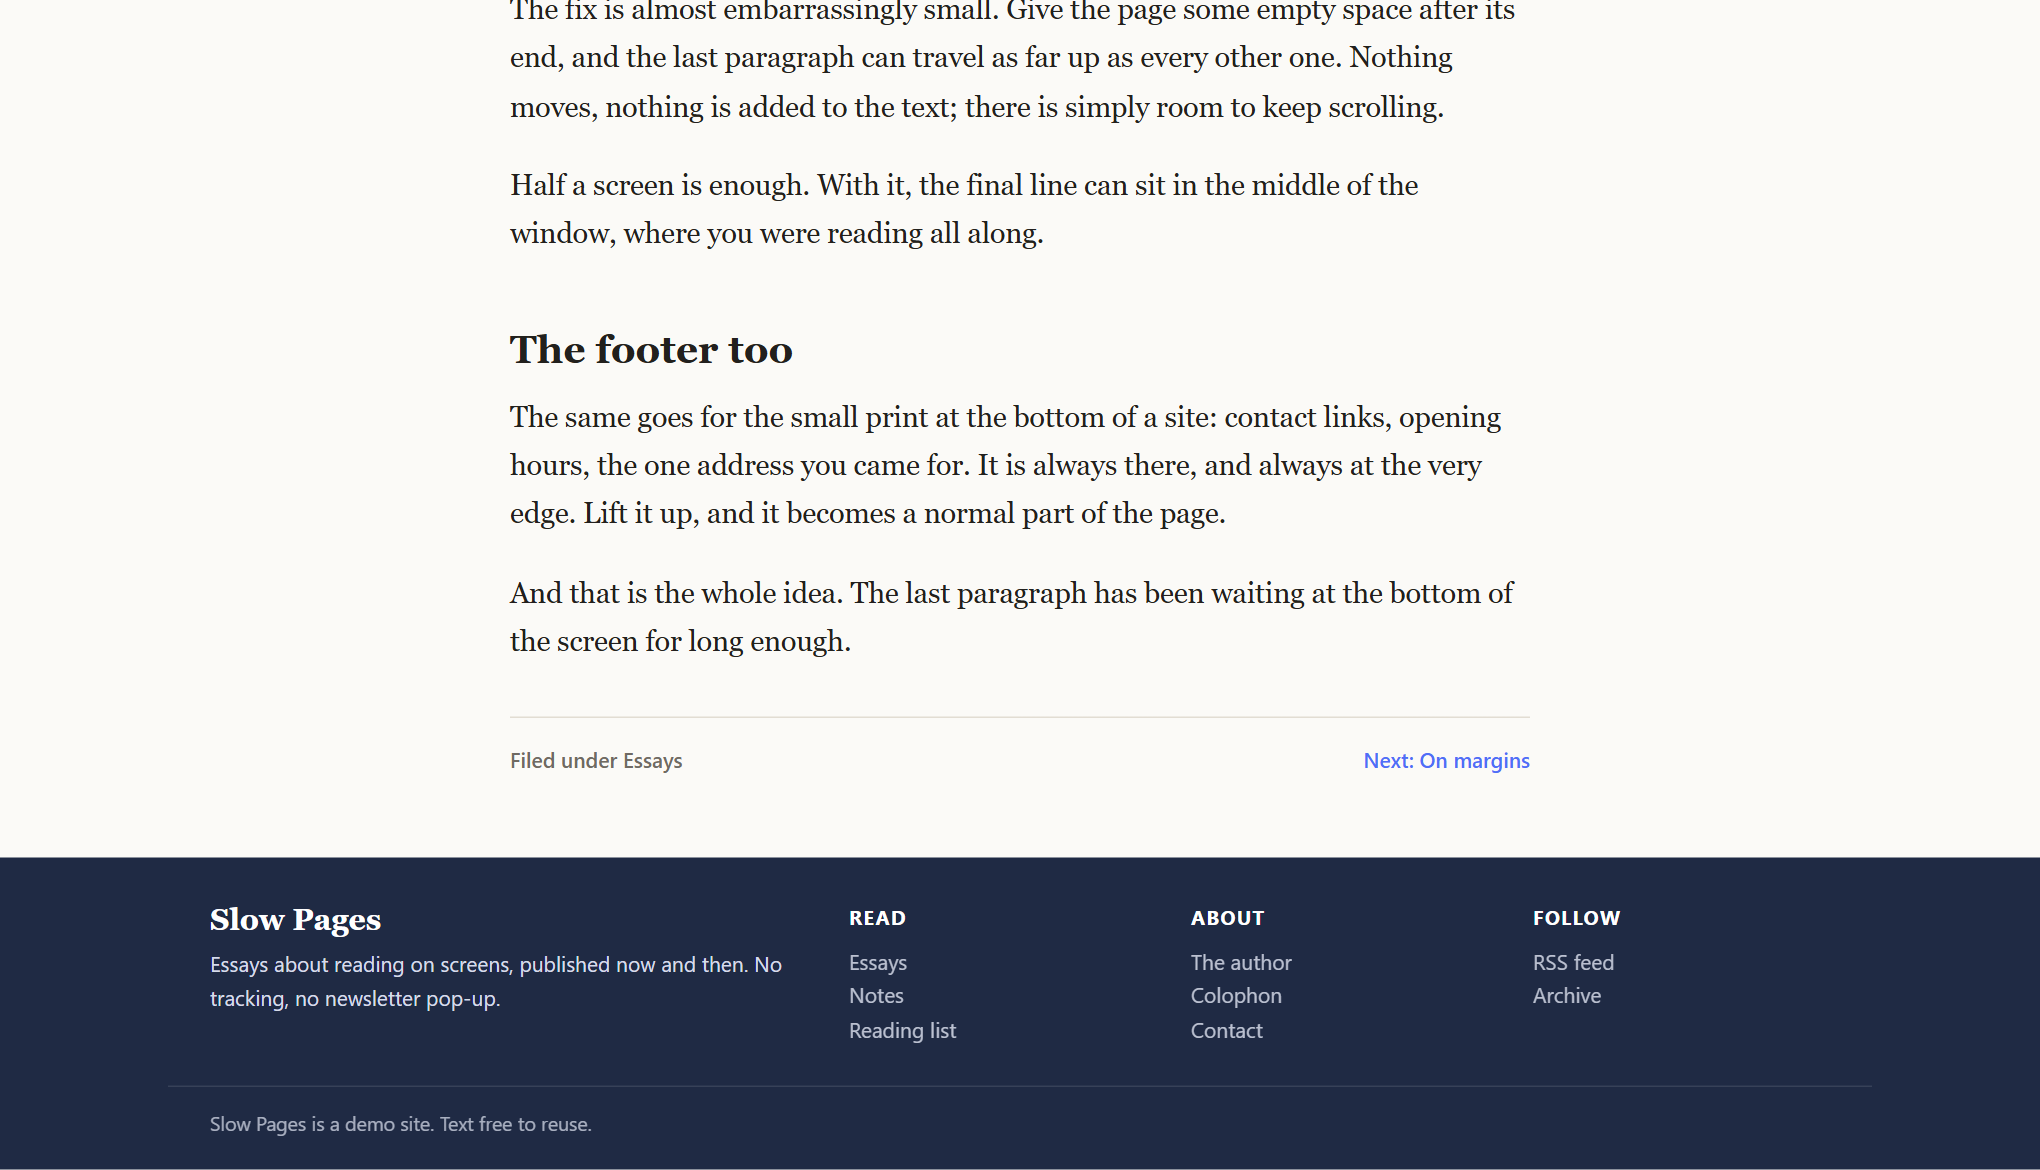 The fix is almost embarrassingly small. Give the page some empty space after its
end, and the last paragraph can travel as far up as every other one. Nothing
moves, nothing is added to the text; there is simply room to keep scrolling.
Half a screen is enough. With it, the final line can sit in the middle of the
window, where you were reading all along.
The footer too
The same goes for the small print at the bottom of a site: contact links, opening
hours, the one address you came for. It is always there, and always at the very
edge. Lift it up, and it becomes a normal part of the page.
And that is the whole idea. The last paragraph has been waiting at the bottom of
the screen for long enough.
Filed under Essays
Next: On margins
Slow Pages
Essays about reading on screens, published now and then. No
tracking, no newsletter pop-up.
READ
Essays
Notes
Reading list
ABOUT
The author
Colophon
Contact
FOLLOW
RSS feed
Archive
Slow Pages is a demo site. Text free to reuse.